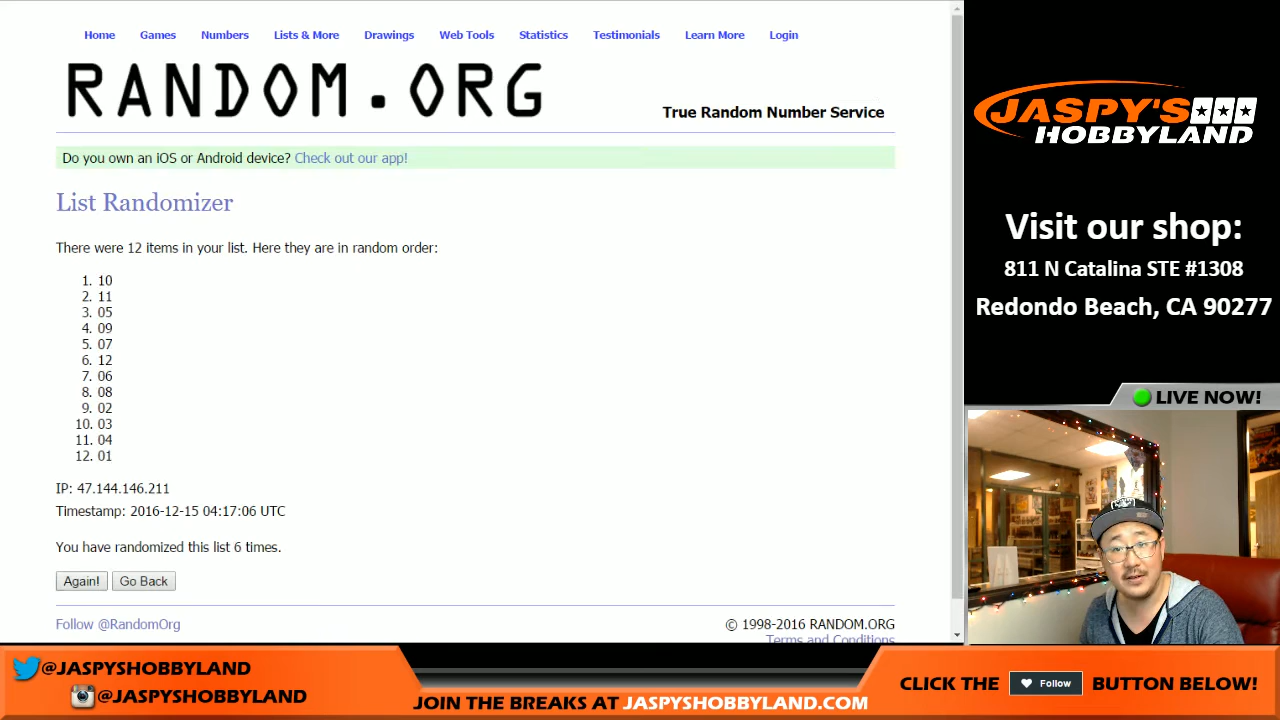 Home Games Numbers Lists & More Drawings Web Tools Statistics Testimonials Learn More Login
RANDOM.ORG
True Random Number Service
Do you own an iOS or Android device? Check out our app!
List Randomizer
There were 12 items in your list. Here they are in random order:
1. 10
2. 11
3. 05
4. 09
5. 07
6. 12
7. 06
8. 08
9. 02
10. 03
11. 04
12. 01
IP: 47.144.146.211
Timestamp: 2016-12-15 04:17:06 UTC
You have randomized this list 6 times.
Again! Go Back
Follow @RandomOrg
© 1998-2016 RANDOM.ORG
Terms and Conditions
JASPY'S
HOBBYLAND
Visit our shop:
811 N Catalina STE #1308
Redondo Beach, CA 90277
LIVE NOW!
@JASPYSHOBBYLAND
@JASPYSHOBBYLAND
JOIN THE BREAKS AT JASPYSHOBBYLAND.COM
CLICK THE Follow BUTTON BELOW!